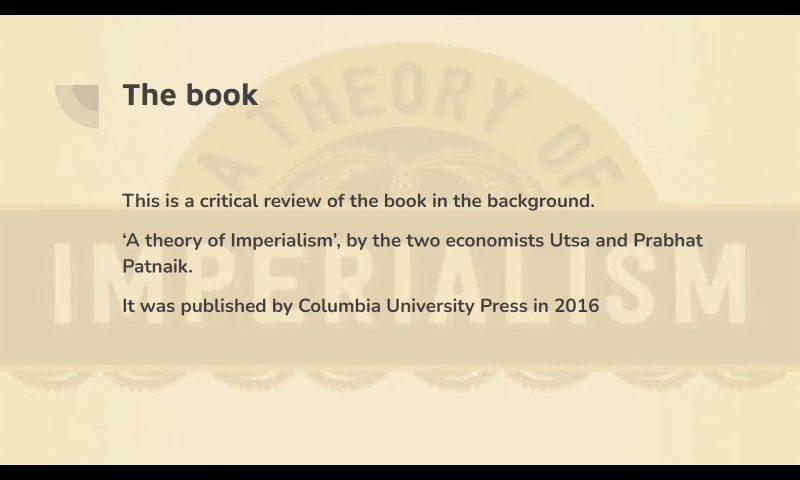 A THEORY OF
IMPERIALISM
The book
This is a critical review of the book in the background.
‘A theory of Imperialism’, by the two economists Utsa and Prabhat
Patnaik.
It was published by Columbia University Press in 2016